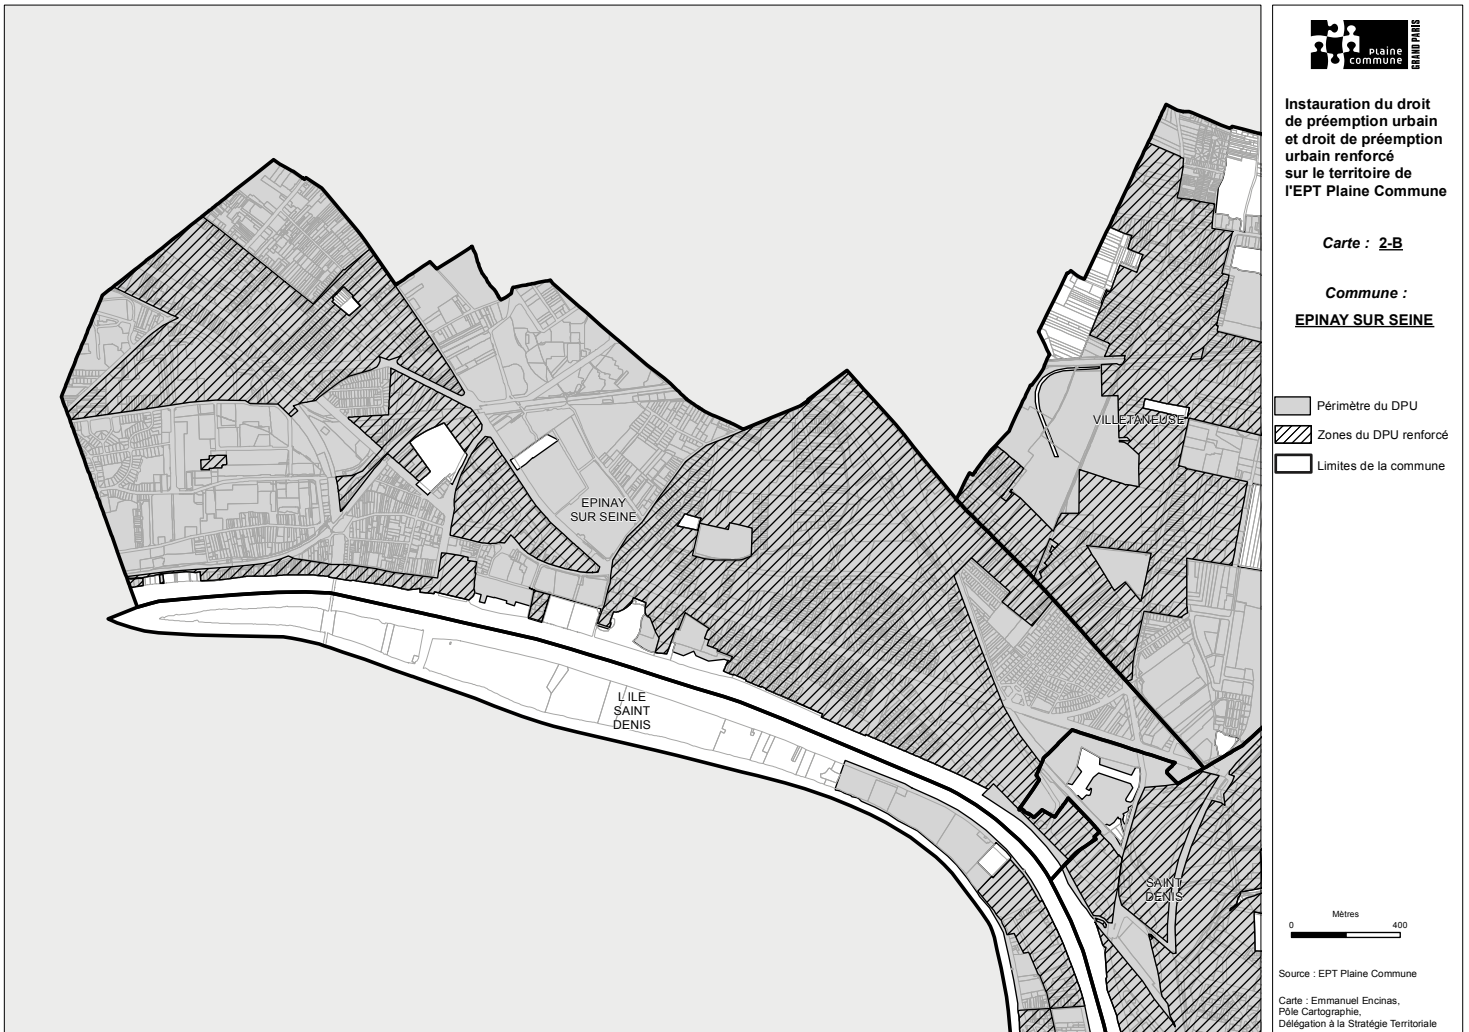 plaine
commune
GRAND PARIS
Instauration du droit
de préemption urbain
et droit de préemption
urbain renforcé
sur le territoire de
l'EPT Plaine Commune
Carte : 2-B
Commune :
EPINAY SUR SEINE
Périmètre du DPU
Zones du DPU renforcé
Limites de la commune
VILLETANEUSE
EPINAY
SUR SEINE
L ILE
SAINT
DENIS
SAINT
DENIS
Mètres
0 400
Source : EPT Plaine Commune
Carte : Emmanuel Encinas,
Pôle Cartographie,
Délégation à la Stratégie Territoriale